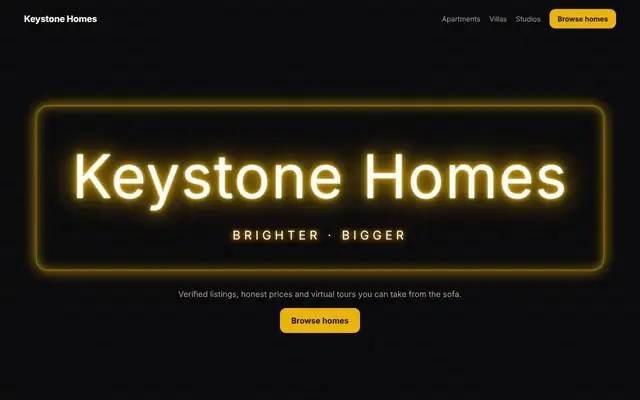 Keystone Homes
Apartments Villas Studios Browse homes
Keystone Homes
BRIGHTER · BIGGER
Verified listings, honest prices and virtual tours you can take from the sofa.
Browse homes